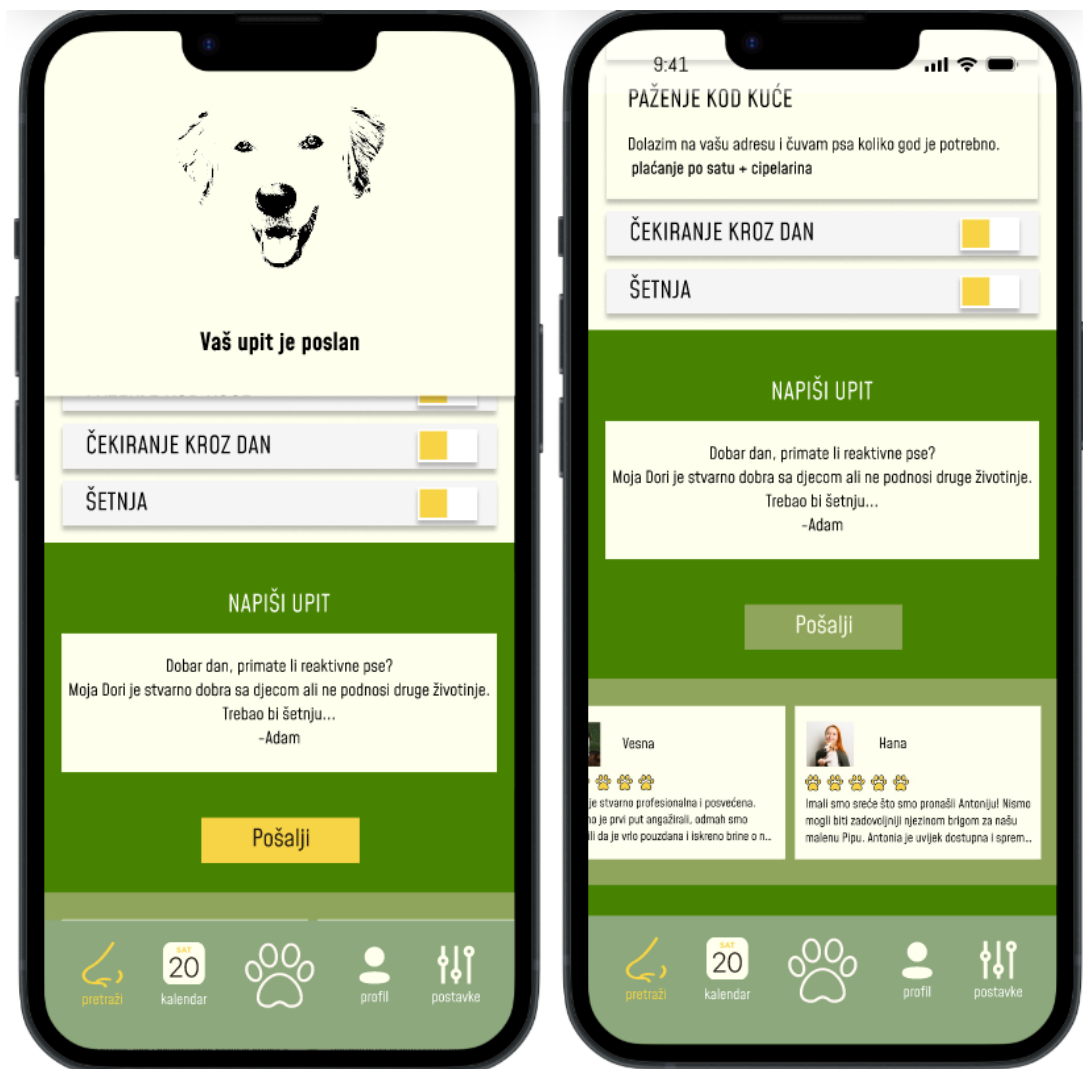 Vaš upit je poslan
ČEKIRANJE KROZ DAN
ŠETNJA
NAPIŠI UPIT
Dobar dan, primate li reaktivne pse?
Moja Dori je stvarno dobra sa djecom ali ne podnosi druge životinje.
Trebao bi šetnju...
-Adam
Pošalji
pretraži
SAT
20
kalendar
profil
postavke
9:41
PAŽENJE KOD KUĆE
Dolazim na vašu adresu i čuvam psa koliko god je potrebno.
plaćanje po satu + cipelarina
ČEKIRANJE KROZ DAN
ŠETNJA
NAPIŠI UPIT
Dobar dan, primate li reaktivne pse?
Moja Dori je stvarno dobra sa djecom ali ne podnosi druge životinje.
Trebao bi šetnju...
-Adam
Pošalji
Vesna
je stvarno profesionalna i posvećena.
je prvi put angažirali, odmah smo
da je vrlo pouzdana i iskreno brine o n...
Hana
Imali smo sreće što smo pronašli Antoniju! Nismo
mogli biti zadovoljniji njezinom brigom za našu
malenu Pipu. Antonia je uvijek dostupna i sprem...
pretraži
SAT
20
kalendar
profil
postavke